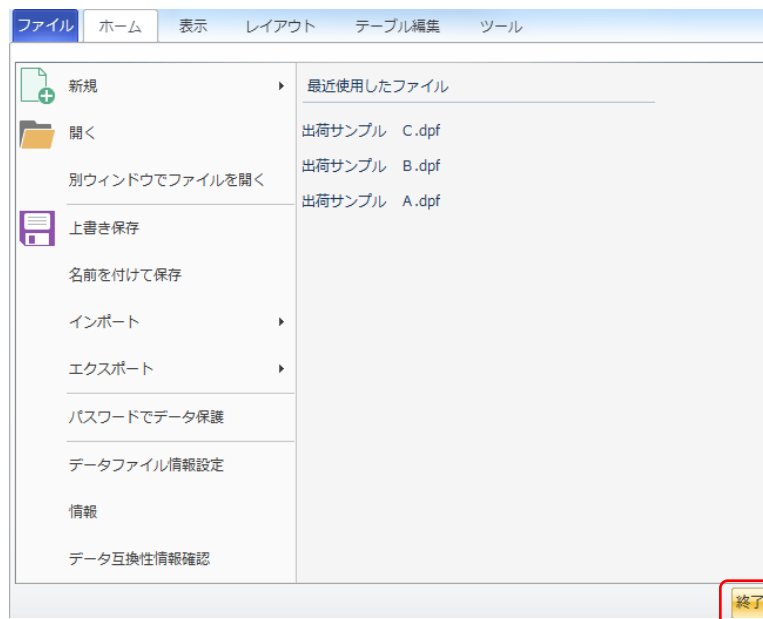 ファイル ホーム 表示 レイアウト テーブル編集 ツール
新規
開く
別ウィンドウでファイルを開く
上書き保存
名前を付けて保存
インポート
エクスポート
パスワードでデータ保護
データファイル情報設定
情報
データ互換性情報確認
最近使用したファイル
出荷サンプル　C.dpf
出荷サンプル　B.dpf
出荷サンプル　A.dpf
終了